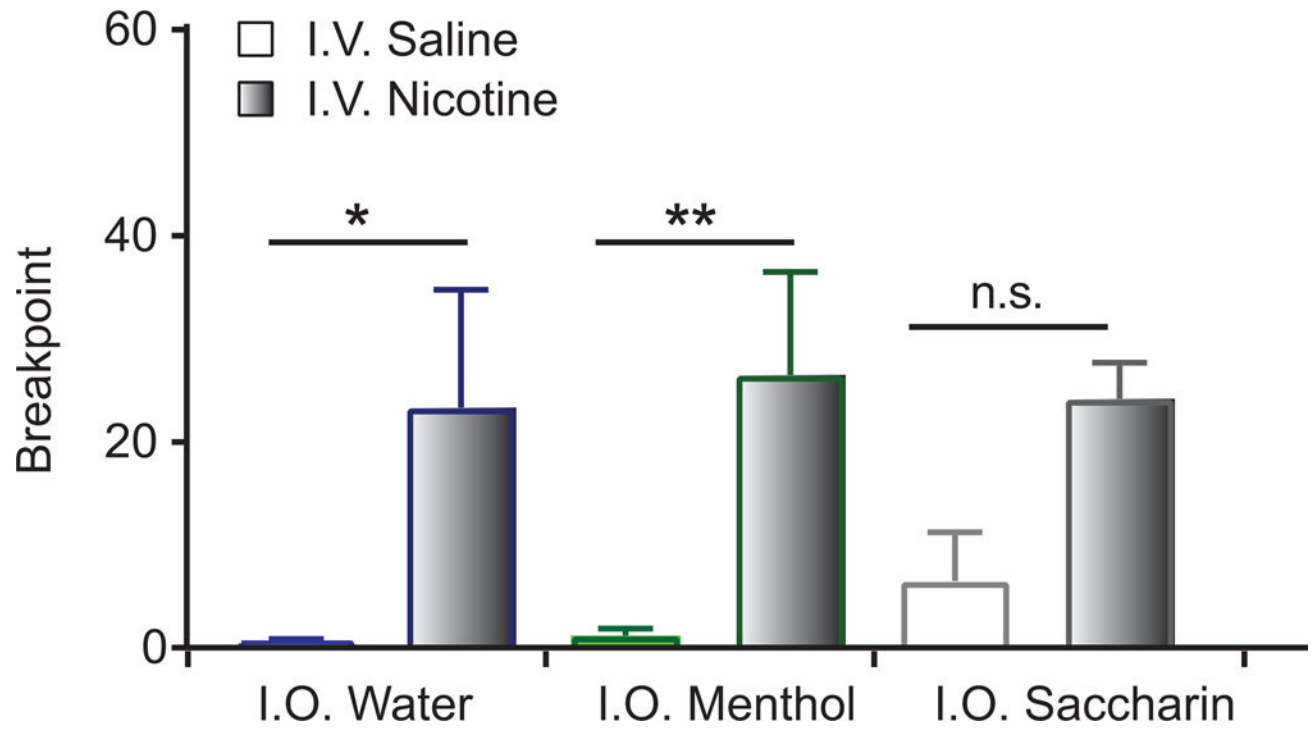 60
I.V. Saline
I.V. Nicotine
40
*
**
n.s.
Breakpoint
20
0
I.O. Water
I.O. Menthol
I.O. Saccharin